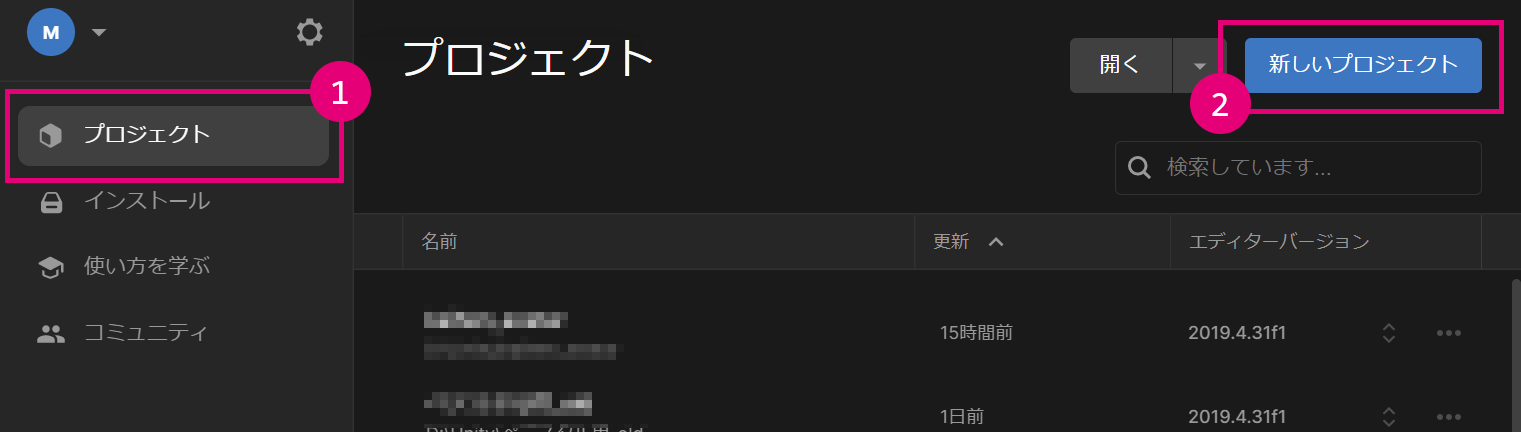 M
プロジェクト
開く
新しいプロジェクト
1
2
プロジェクト
検索しています...
インストール
名前
更新
エディターバージョン
使い方を学ぶ
コミュニティ
15時間前
2019.4.31f1
1日前
2019.4.31f1